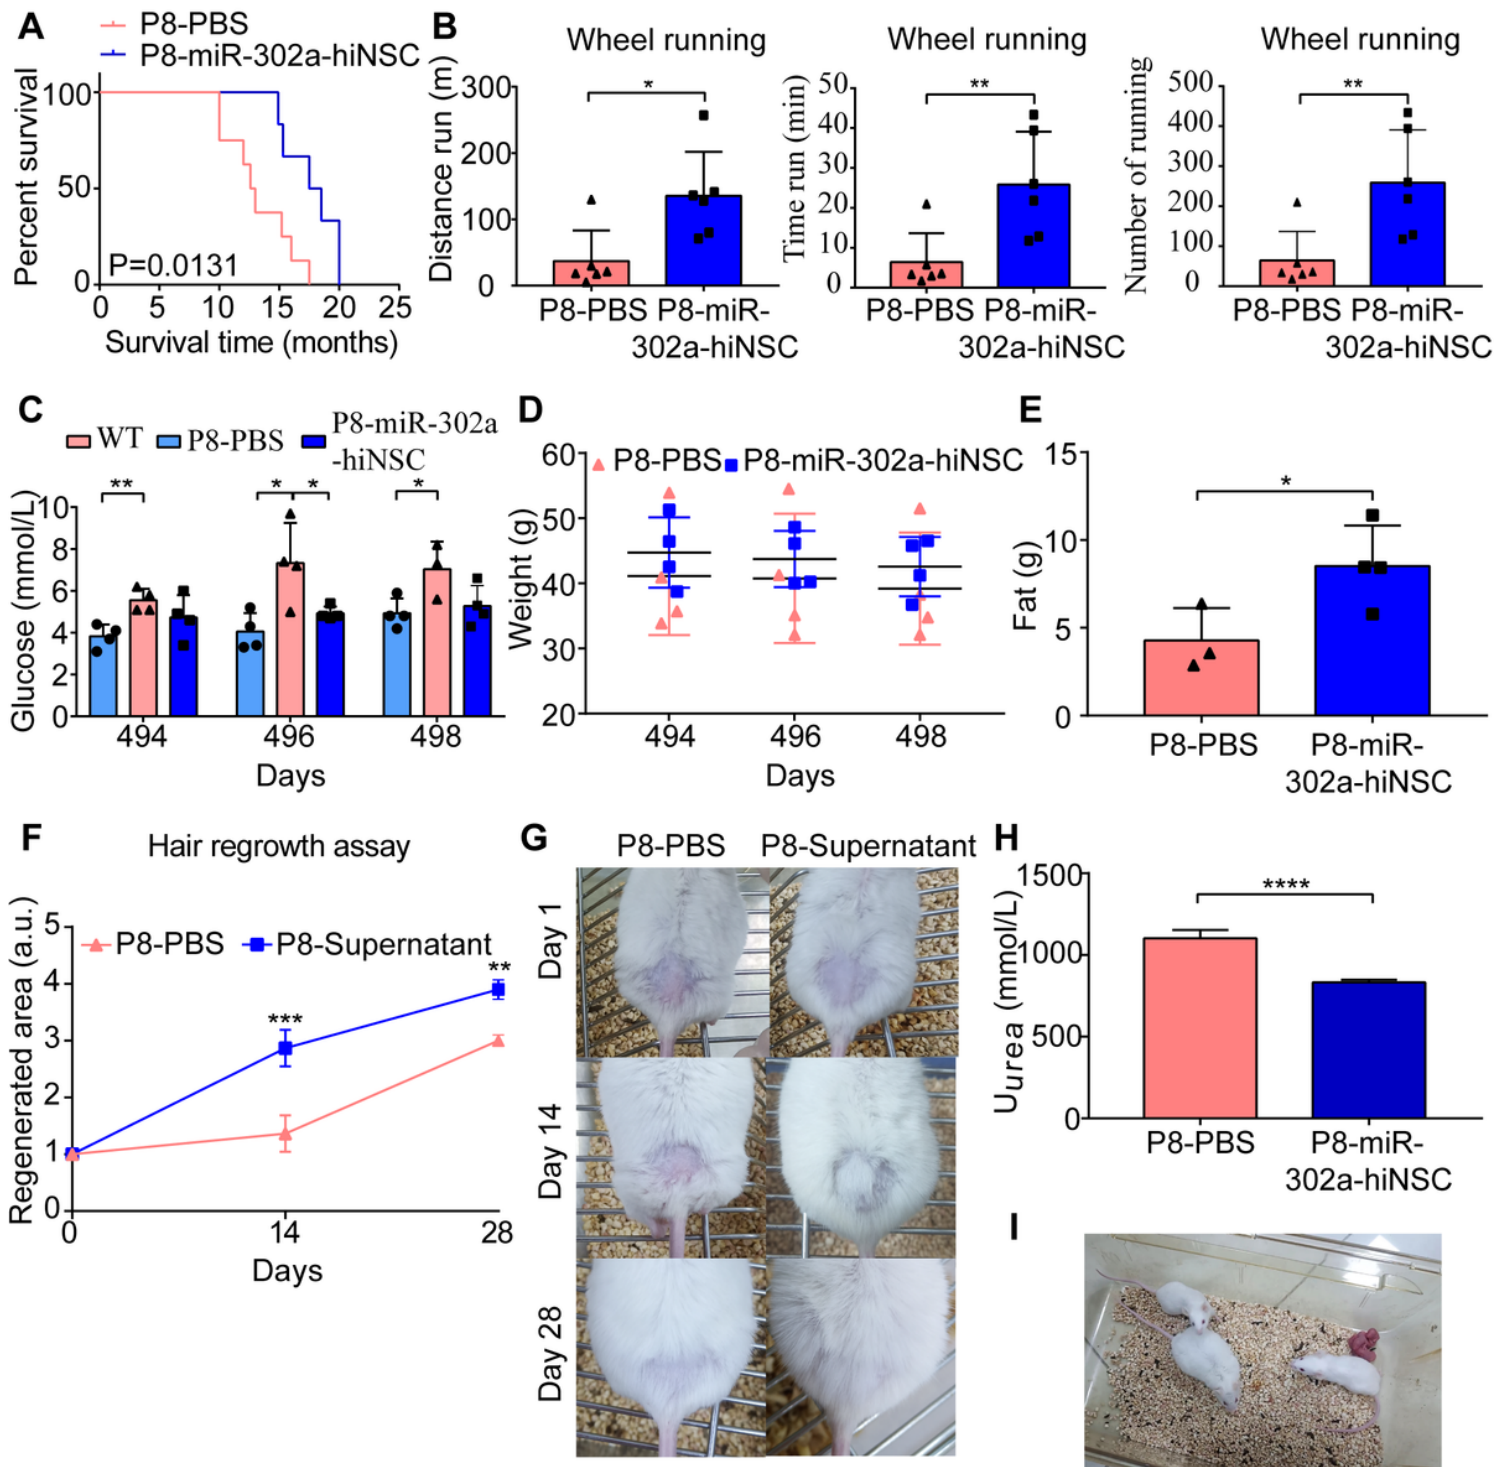 A
P8-PBS
P8-miR-302a-hiNSC
Percent survival
100
50
0
P=0.0131
0 5 10 15 20 25
Survival time (months)
B
Wheel running
Distance run (m)
300
200
100
0
*
P8-PBS P8-miR-
302a-hiNSC
Wheel running
Time run (min)
50
40
30
20
10
0
**
P8-PBS P8-miR-
302a-hiNSC
Wheel running
Number of running
500
400
300
200
100
0
**
P8-PBS P8-miR-
302a-hiNSC
C
WT P8-PBS P8-miR-302a
-hiNSC
Glucose (mmol/L)
10
8
6
4
2
0
** * * *
494 496 498
Days
D
P8-PBS P8-miR-302a-hiNSC
Weight (g)
60
50
40
30
20
494 496 498
Days
E
Fat (g)
15
10
5
0
*
P8-PBS P8-miR-
302a-hiNSC
F
Hair regrowth assay
P8-PBS P8-Supernatant
Regenerated area (a.u.)
5
4
3
2
1
0
***
**
0 14 28
Days
G
P8-PBS P8-Supernatant
Day 1
Day 14
Day 28
H
Uurea (mmol/L)
1500
1000
500
0
****
P8-PBS P8-miR-
302a-hiNSC
I